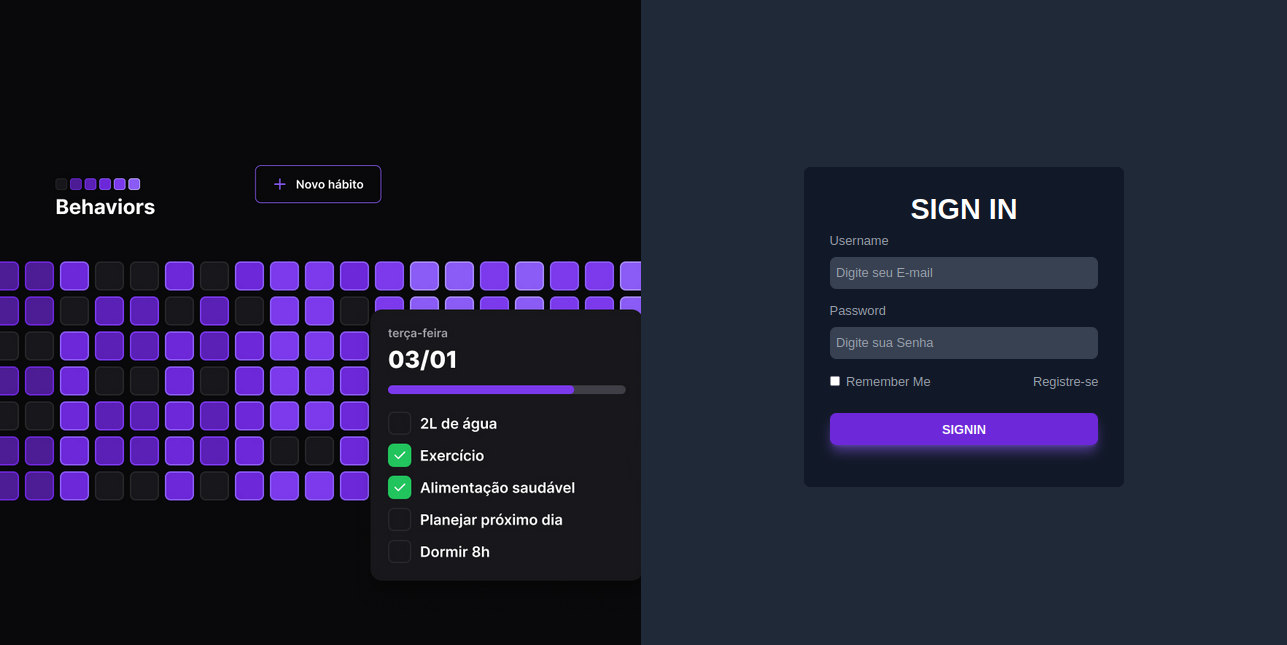 Behaviors
Novo hábito
terça-feira
03/01
2L de água
Exercício
Alimentação saudável
Planejar próximo dia
Dormir 8h
SIGN IN
Username
Digite seu E-mail
Password
Digite sua Senha
Remember Me Registre-se
SIGNIN